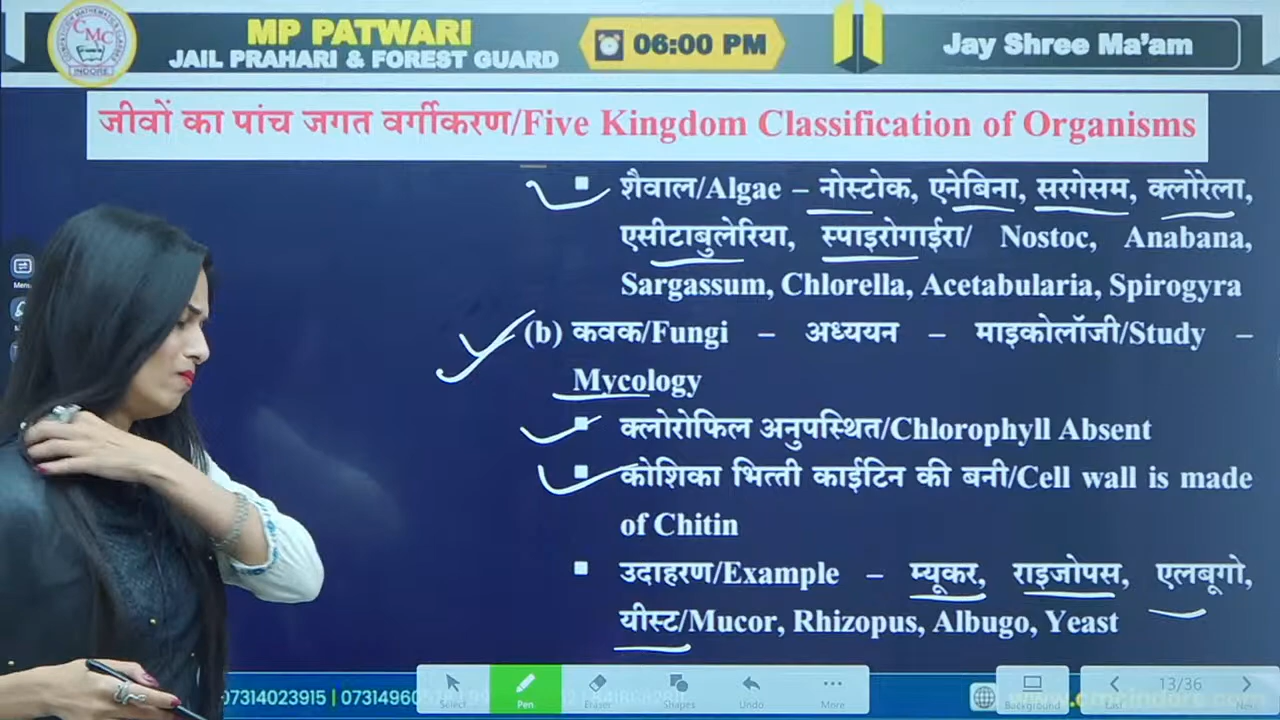 CMC
INDORE
MP PATWARI
JAIL PRAHARI & FOREST GUARD
06:00 PM
Jay Shree Ma'am
जीवों का पांच जगत वर्गीकरण/Five Kingdom Classification of Organisms
शैवाल/Algae – नोस्टोक, एनेबिना, सरगेसम, क्लोरेला,
एसीटाबुलेरिया, स्पाइरोगाईरा/ Nostoc, Anabana,
Sargassum, Chlorella, Acetabularia, Spirogyra
(b) कवक/Fungi – अध्ययन – माइकोलॉजी/Study –
Mycology
क्लोरोफिल अनुपस्थित/Chlorophyll Absent
कोशिका भित्ती काईटिन की बनी/Cell wall is made
of Chitin
उदाहरण/Example – म्यूकर, राइजोपस, एलबूगो,
यीस्ट/Mucor, Rhizopus, Albugo, Yeast
07314023915 |
Select
Pen
Eraser
Shapes
Undo
More
Background
13/36